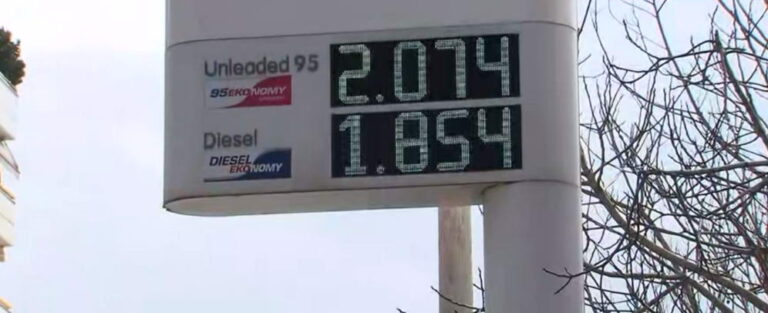 Unleaded 95 2.074
95EKONOMY
Diesel 1.854
DIESEL
EKONOMY